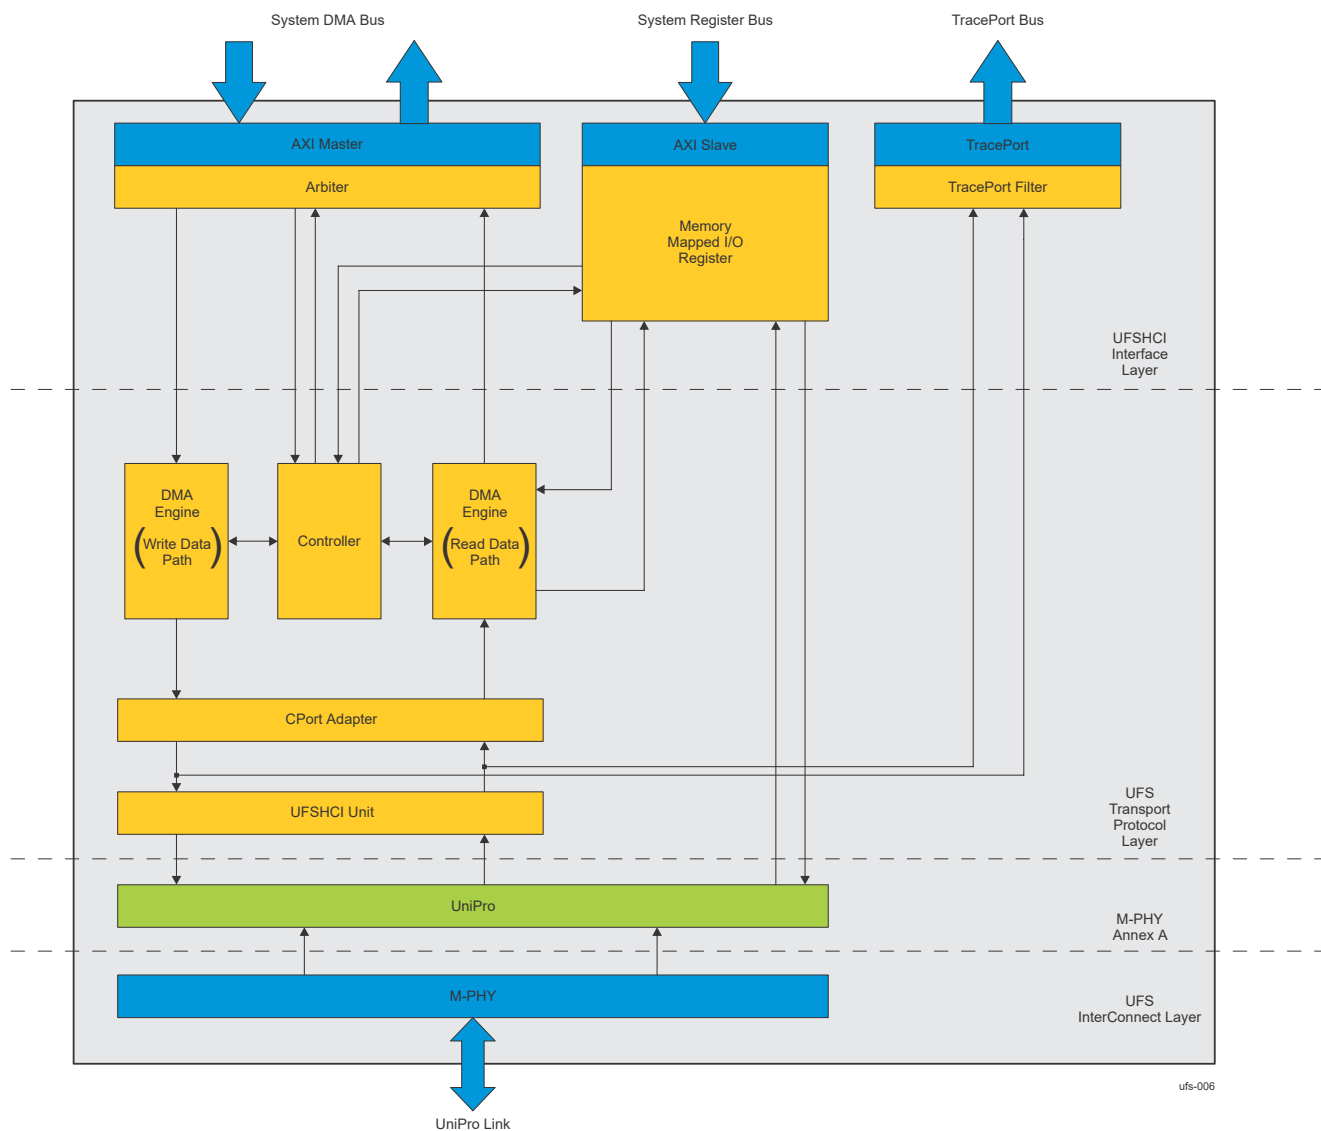 System DMA Bus
System Register Bus
TracePort Bus
AXI Master
AXI Slave
TracePort
Arbiter
TracePort Filter
Memory
Mapped I/O
Register
UFSHCI
Interface
Layer
DMA
Engine
(Write Data
Path)
Controller
DMA
Engine
(Read Data
Path)
CPort Adapter
UFSHCI Unit
UFS
Transport
Protocol
Layer
UniPro
M-PHY
Annex A
M-PHY
UFS
InterConnect Layer
ufs-006
UniPro Link